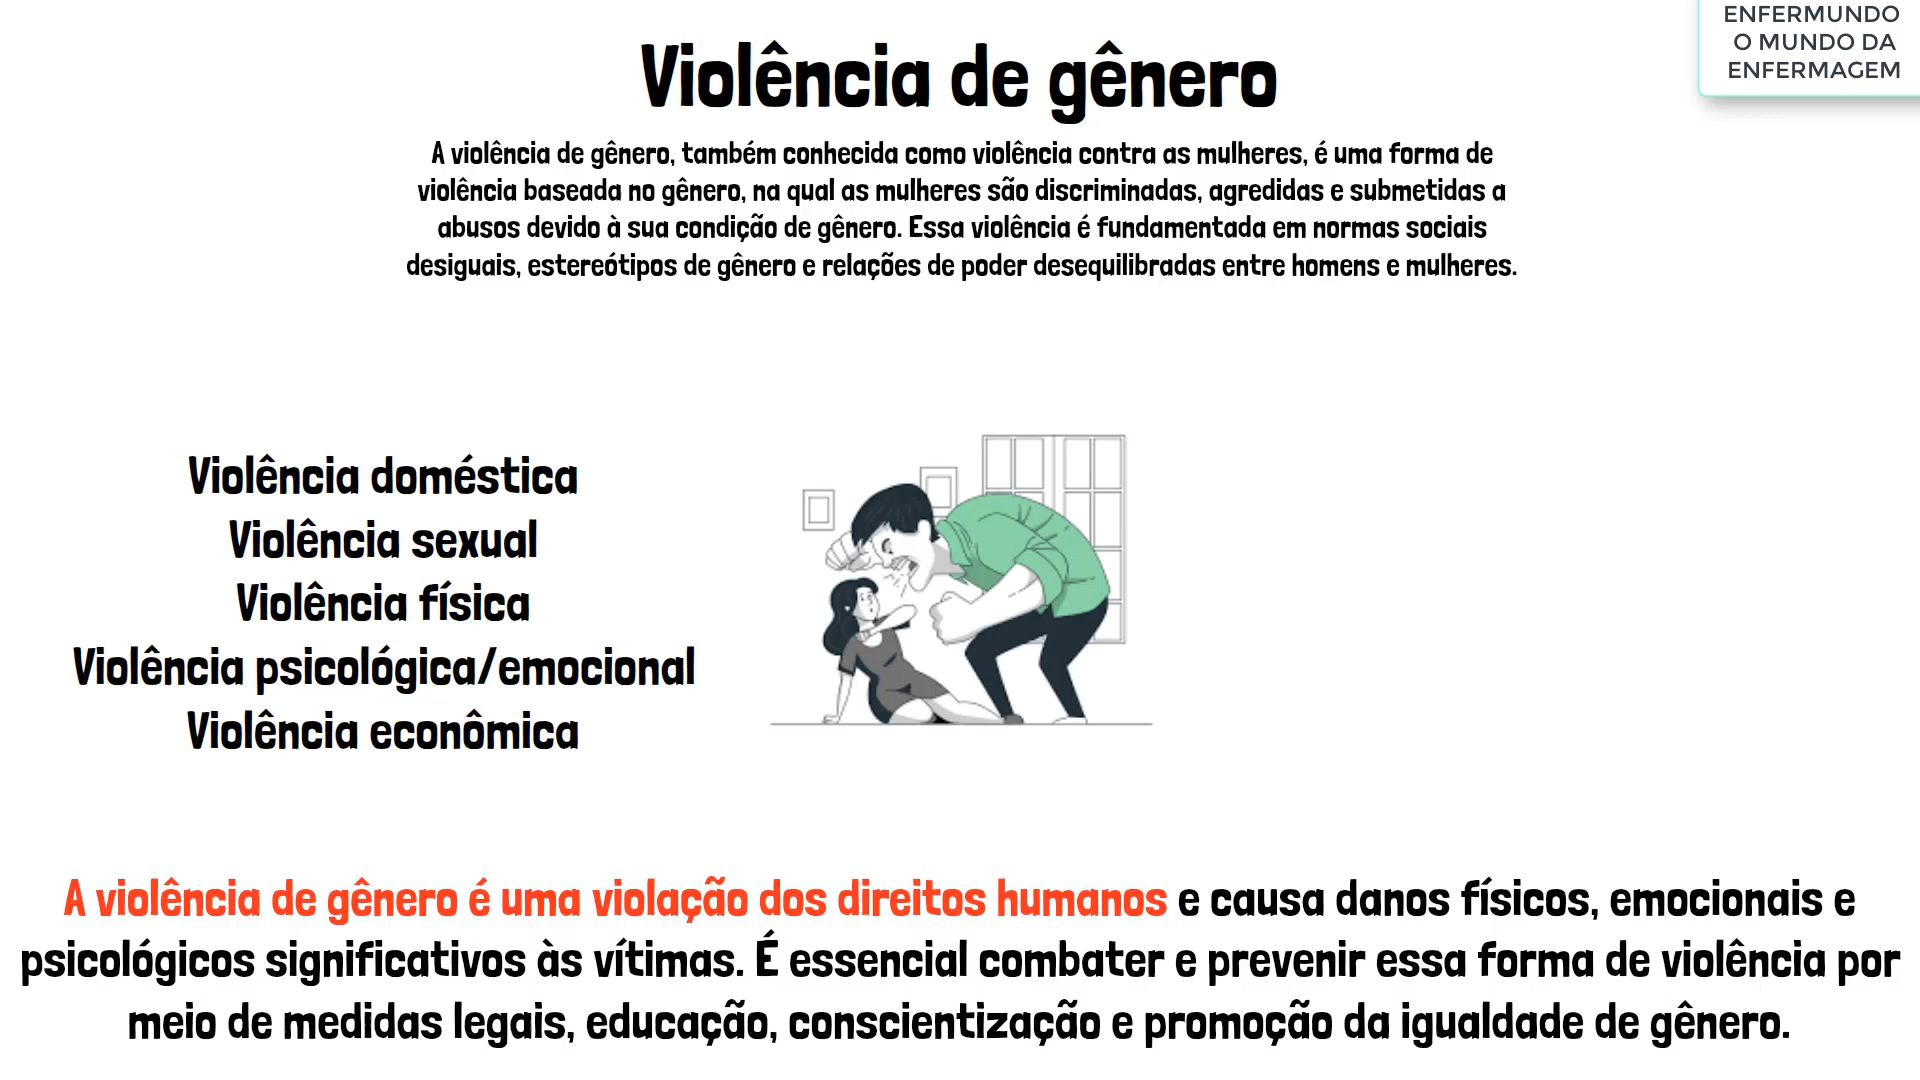 ENFERMUNDO
O MUNDO DA
ENFERMAGEM
Violência de gênero
A violência de gênero, também conhecida como violência contra as mulheres, é uma forma de
violência baseada no gênero, na qual as mulheres são discriminadas, agredidas e submetidas a
abusos devido à sua condição de gênero. Essa violência é fundamentada em normas sociais
desiguais, estereótipos de gênero e relações de poder desequilibradas entre homens e mulheres.
Violência doméstica
Violência sexual
Violência física
Violência psicológica/emocional
Violência econômica
A violência de gênero é uma violação dos direitos humanos e causa danos físicos, emocionais e
psicológicos significativos às vítimas. É essencial combater e prevenir essa forma de violência por
meio de medidas legais, educação, conscientização e promoção da igualdade de gênero.